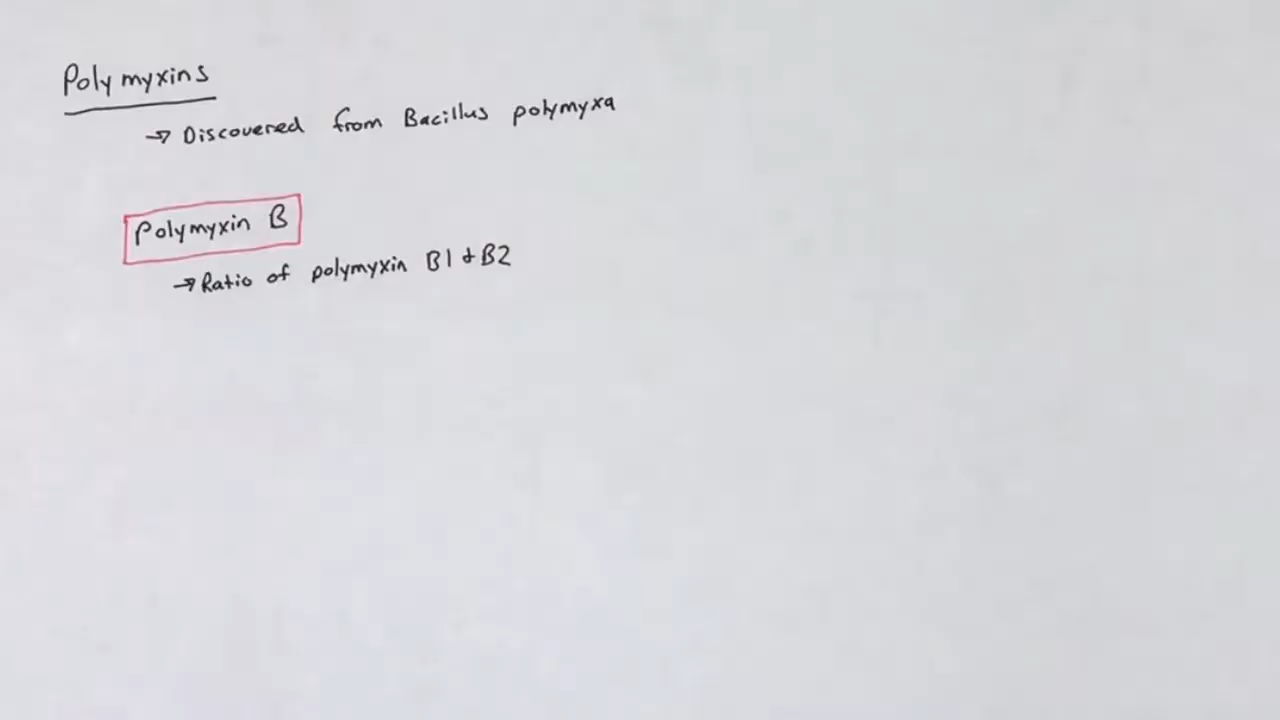 Polymyxins
→ Discovered from Bacillus polymyxa
Polymyxin B
→ Ratio of polymyxin B1 & B2